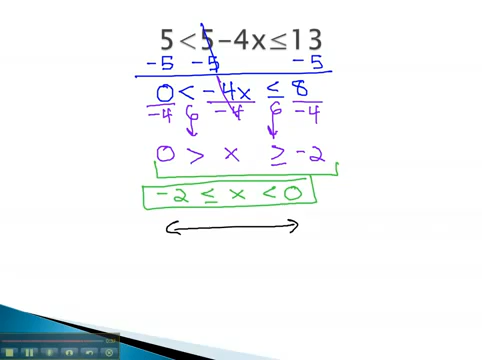 5 < 5 – 4x ≤ 13
-5 -5 -5
0 < -4x ≤ 8
-4 -4 -4
0 > x ≥ -2
-2 ≤ x < 0